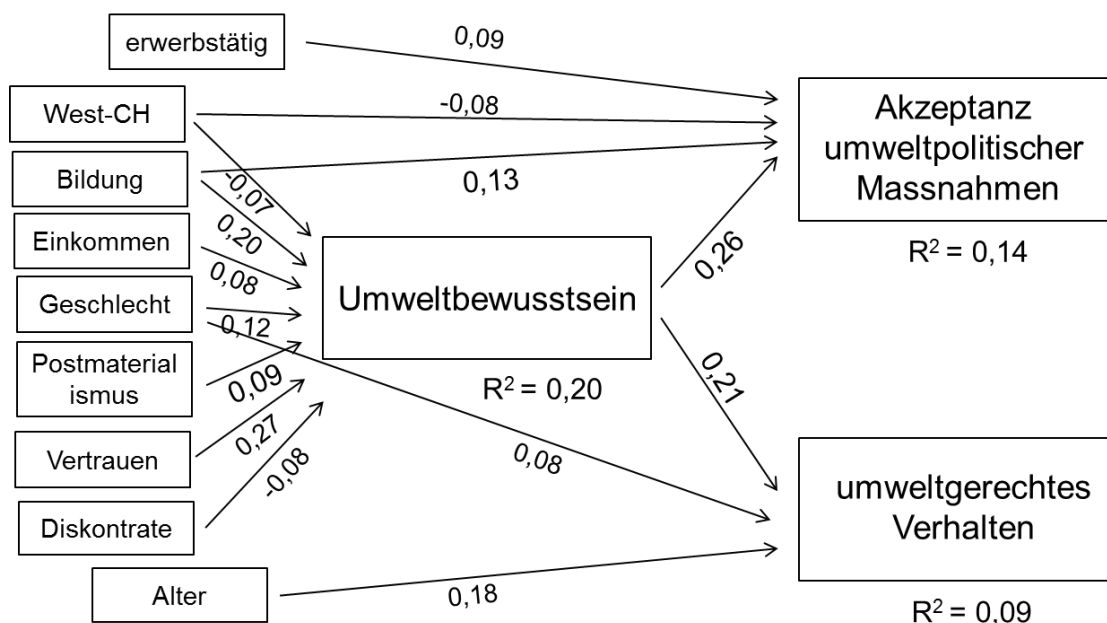 erwerbstätig
0,09
West-CH
-0,08
Akzeptanz
umweltpolitischer
Massnahmen
R² = 0,14
Bildung
0,13
-0,07
Einkommen
0,20
0,08
Geschlecht
0,12
Umweltbewusstsein
R² = 0,20
0,26
Postmaterial
ismus
0,09
0,21
Vertrauen
0,27
0,08
Diskontrate
-0,08
umweltgerechtes
Verhalten
R² = 0,09
Alter
0,18